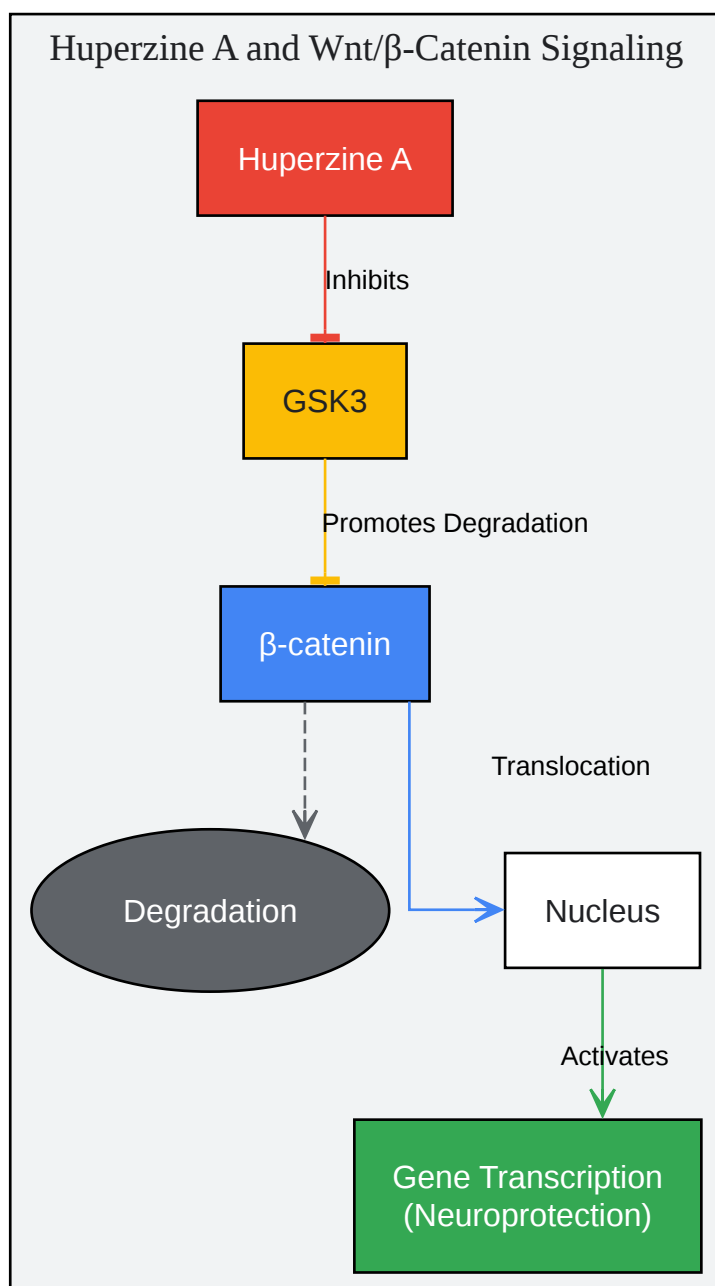 Huperzine A and Wnt/β-Catenin Signaling
Huperzine A
Inhibits
GSK3
Promotes Degradation
β-catenin
Translocation
Degradation
Nucleus
Activates
Gene Transcription
(Neuroprotection)